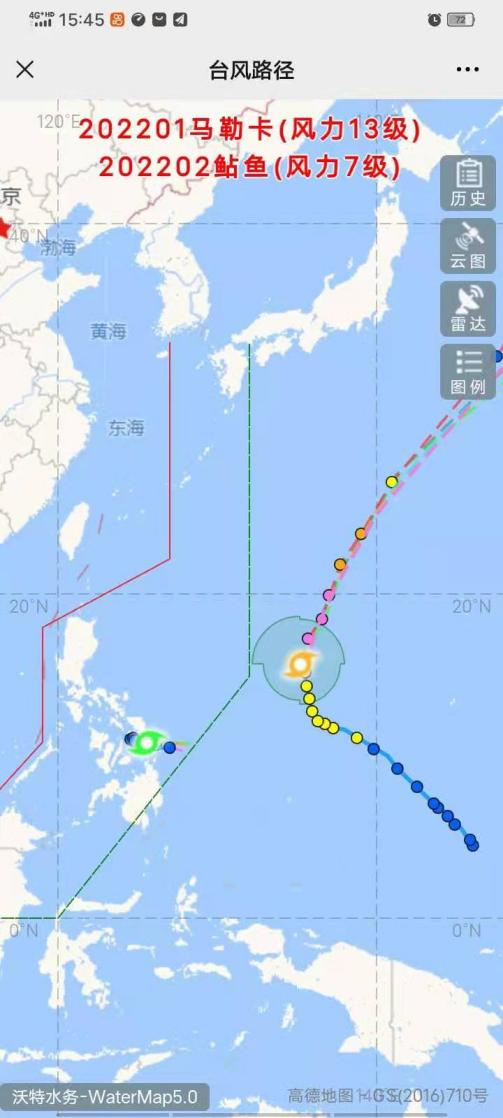 4G+HD 15:45 72
台风路径
120°E
202201马勒卡(风力13级)
202202鲇鱼(风力7级)
历史
京
40°N
渤海
云图
雷达
黄海
图例
东海
20°N 20°N
0°N 0°N
沃特水务-WaterMap5.0 高德地图 GS(2016)710号